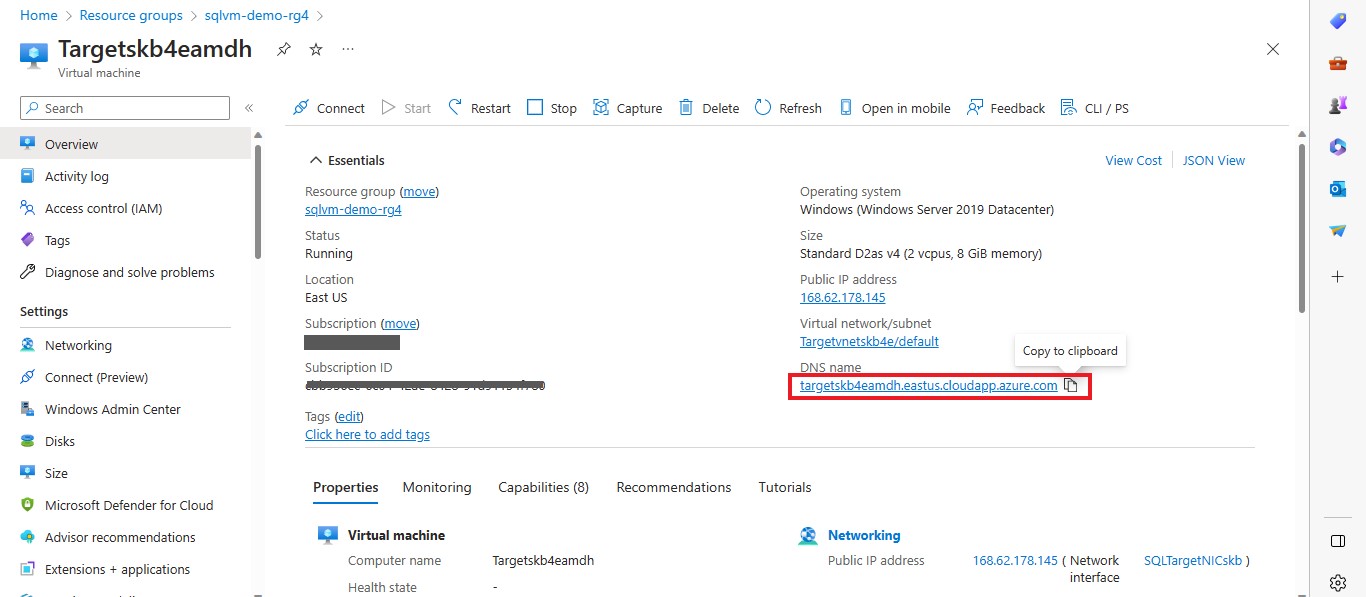 Home > Resource groups > sqlvm-demo-rg4 >
Targetskb4eamdh
Virtual machine
Search
«
Connect Start Restart Stop Capture Delete Refresh Open in mobile Feedback CLI / PS
Overview
Activity log
Access control (IAM)
Tags
Diagnose and solve problems
Settings
Networking
Connect (Preview)
Windows Admin Center
Disks
Size
Microsoft Defender for Cloud
Advisor recommendations
Extensions + applications
Essentials
View Cost JSON View
Resource group (move)
sqlvm-demo-rg4
Status
Running
Location
East US
Subscription (move)
Subscription ID
Tags (edit)
Click here to add tags
Operating system
Windows (Windows Server 2019 Datacenter)
Size
Standard D2as v4 (2 vcpus, 8 GiB memory)
Public IP address
168.62.178.145
Virtual network/subnet
Targetvnetskb4e/default
Copy to clipboard
DNS name
targetskb4eamdh.eastus.cloudapp.azure.com
Properties Monitoring Capabilities (8) Recommendations Tutorials
Virtual machine
Computer name Targetskb4eamdh
Health state -
Networking
Public IP address 168.62.178.145 ( Network SQLTargetNICskb )
interface